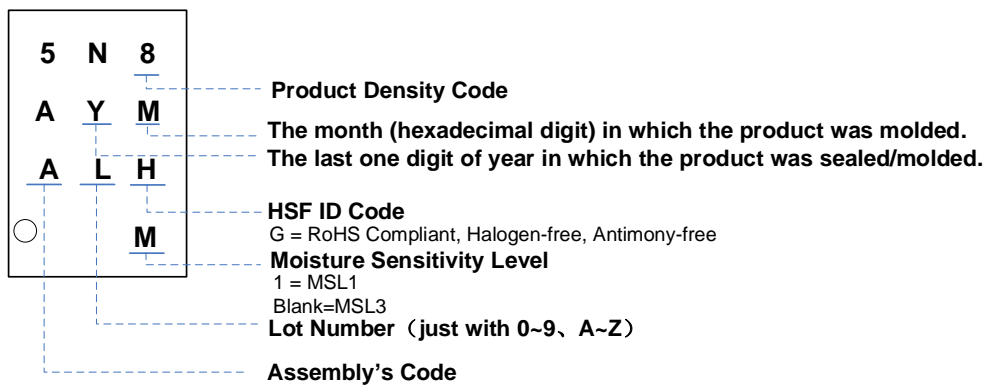 5 N 8
Product Density Code
A Y M
The month (hexadecimal digit) in which the product was molded.
The last one digit of year in which the product was sealed/molded.
A L H
HSF ID Code
G = RoHS Compliant, Halogen-free, Antimony-free
M
Moisture Sensitivity Level
1 = MSL1
Blank=MSL3
Lot Number（just with 0~9、A~Z）
Assembly's Code